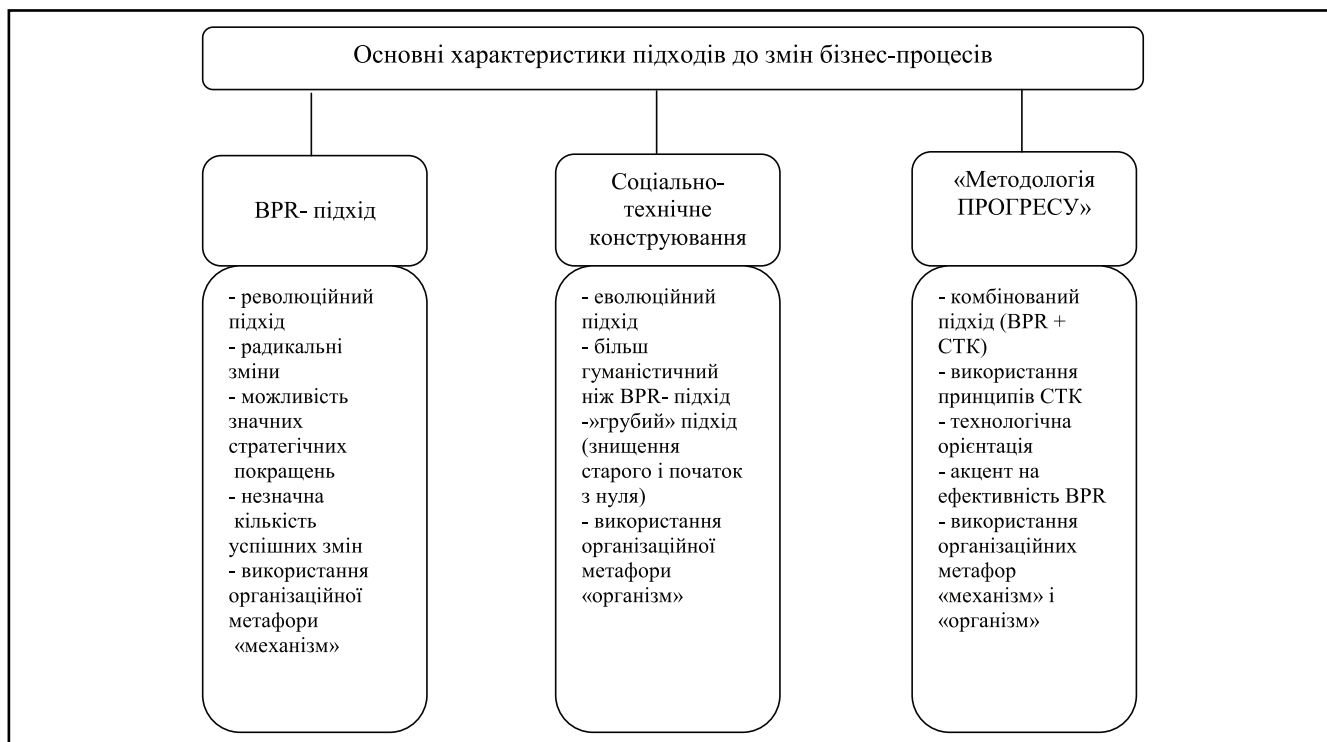 Основні характеристики підходів до змін бізнес-процесів
BPR- підхід
- революційний
підхід
- радикальні
зміни
- можливість
значних
стратегічних
покращень
- незначна
кількість
успішних змін
- використання
організаційної
метафори
«механізм»
Соціально-
технічне
конструювання
- еволюційний
підхід
- більш
гуманістичний
ніж BPR- підхід
-»грубий» підхід
(знищення
старого і початок
з нуля)
- використання
організаційної
метафори
«організм»
«Методологія
ПРОГРЕСУ»
- комбінований
підхід (BPR +
СТК)
- використання
принципів СТК
- технологічна
орієнтація
- акцент на
ефективність BPR
- використання
організаційних
метафор
«механізм» і
«організм»